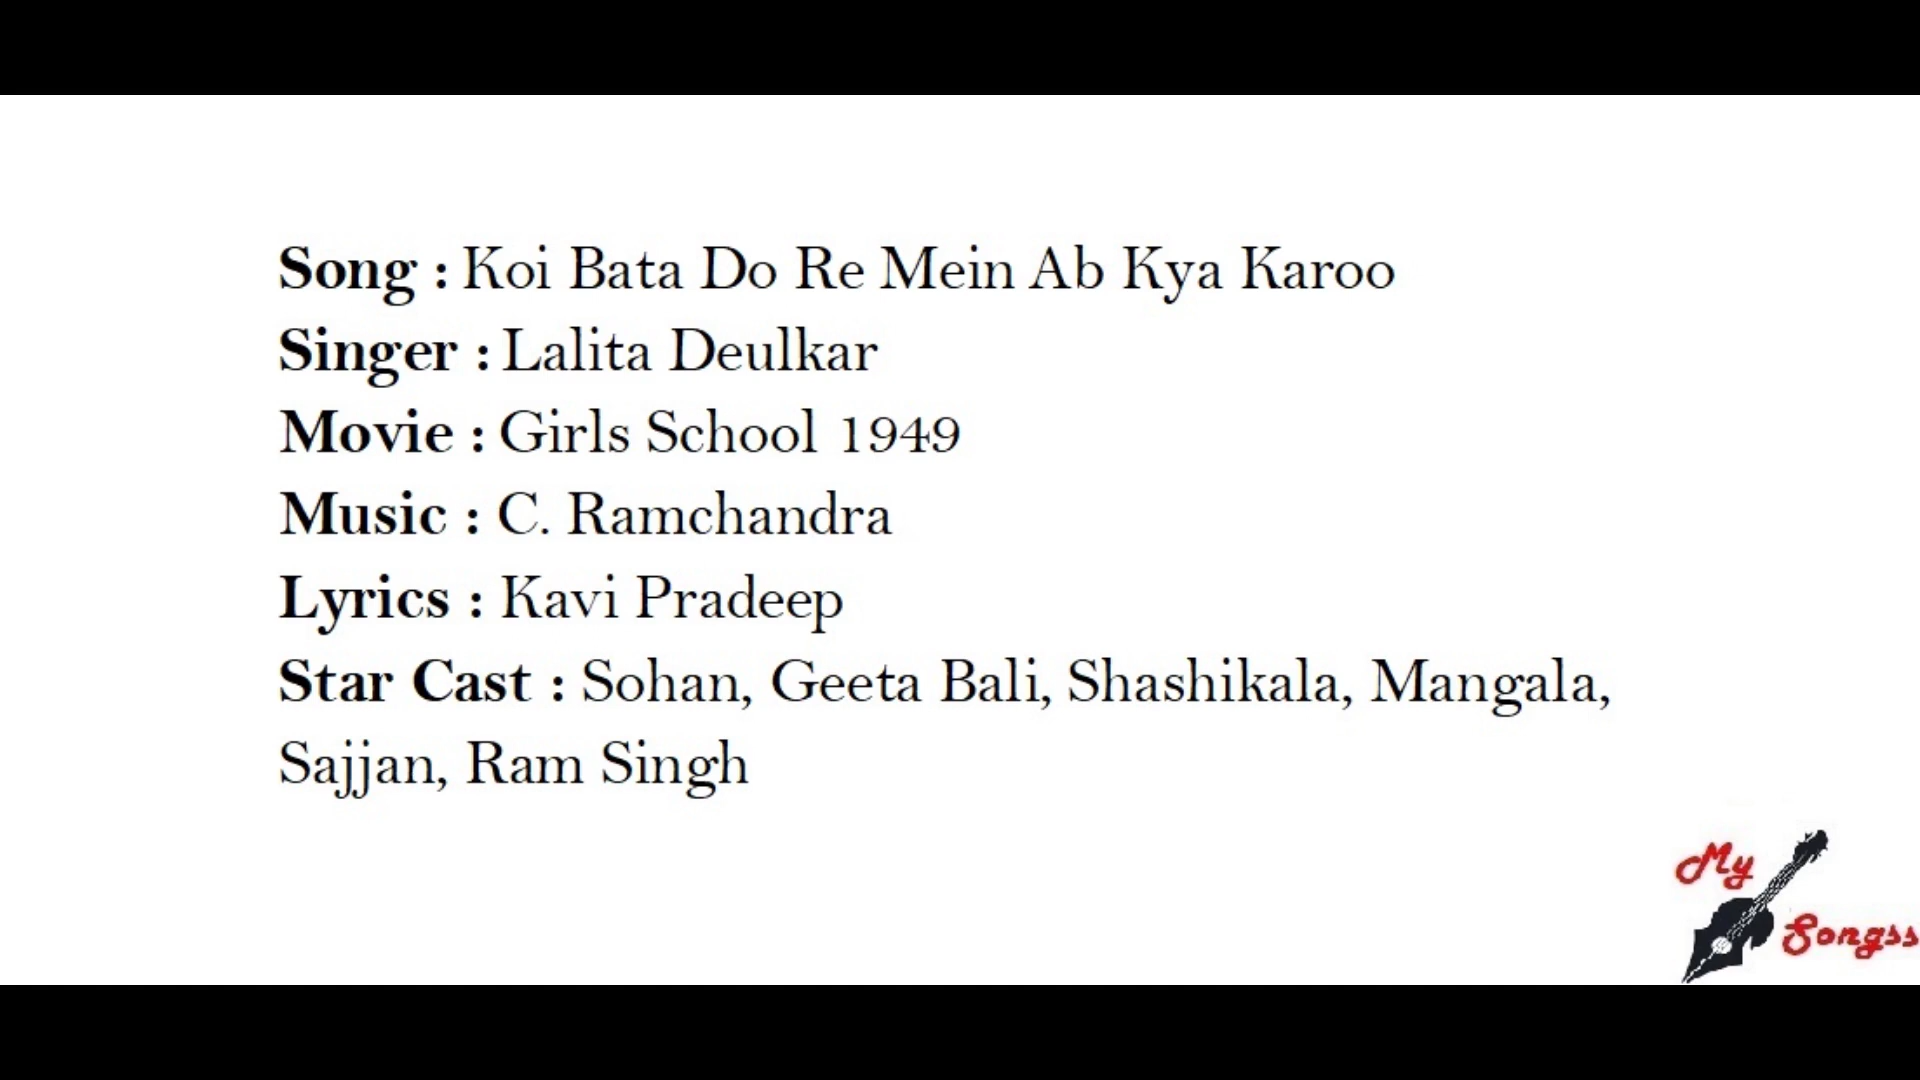 Song : Koi Bata Do Re Mein Ab Kya Karoo
Singer : Lalita Deulkar
Movie : Girls School 1949
Music : C. Ramchandra
Lyrics : Kavi Pradeep
Star Cast : Sohan, Geeta Bali, Shashikala, Mangala,
Sajjan, Ram Singh
My
Songss